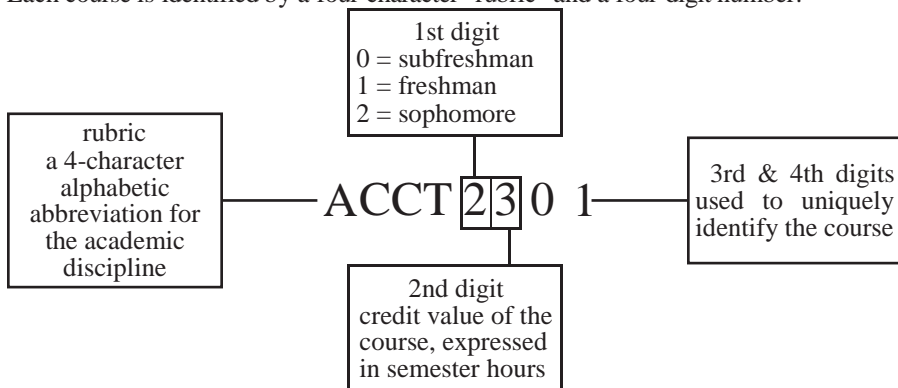 Each course is identified by a four character "rubric" and a four digit number.
1st digit
0 = subfreshman
1 = freshman
2 = sophomore
rubric
a 4-character
alphabetic
abbreviation for
the academic
discipline
ACCT 2 3 0 1
3rd & 4th digits
used to uniquely
identify the course
2nd digit
credit value of the
course, expressed
in semester hours